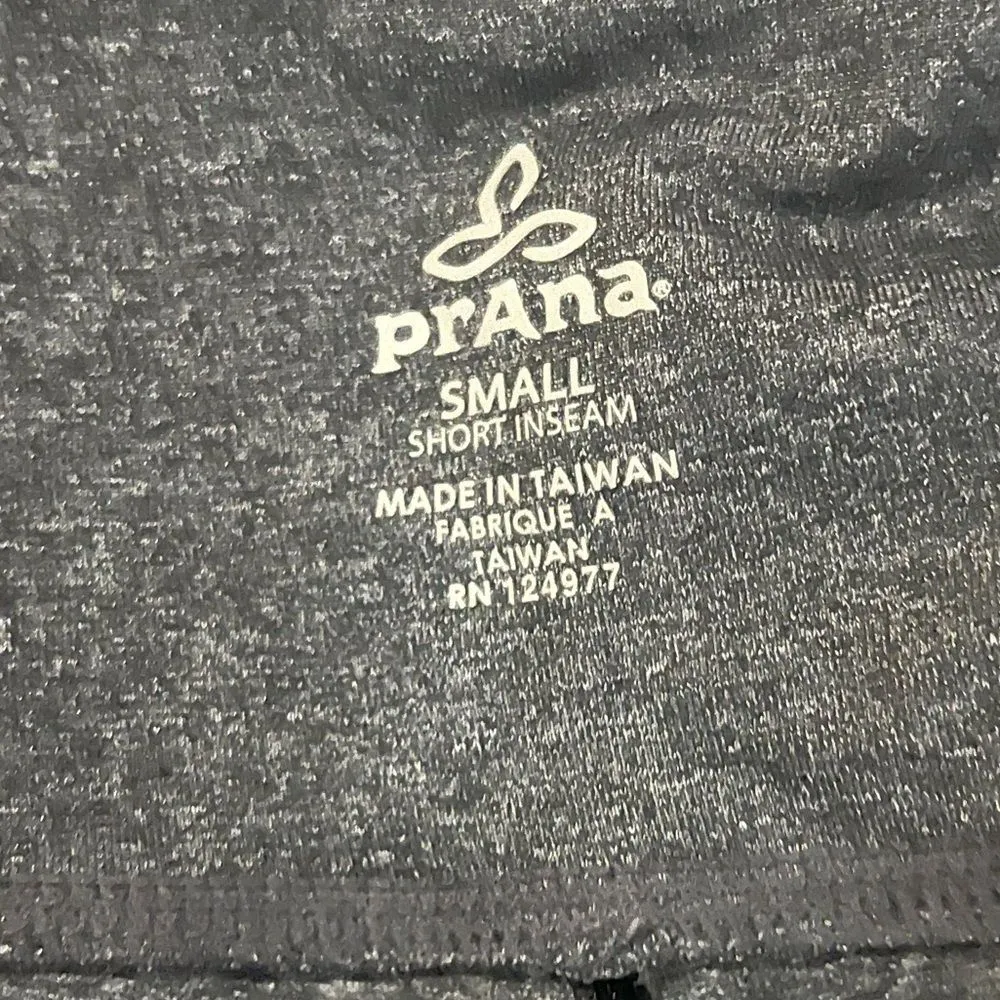 prAna®
SMALL
SHORT INSEAM
MADE IN TAIWAN
FABRIQUE A
TAIWAN
RN 124977